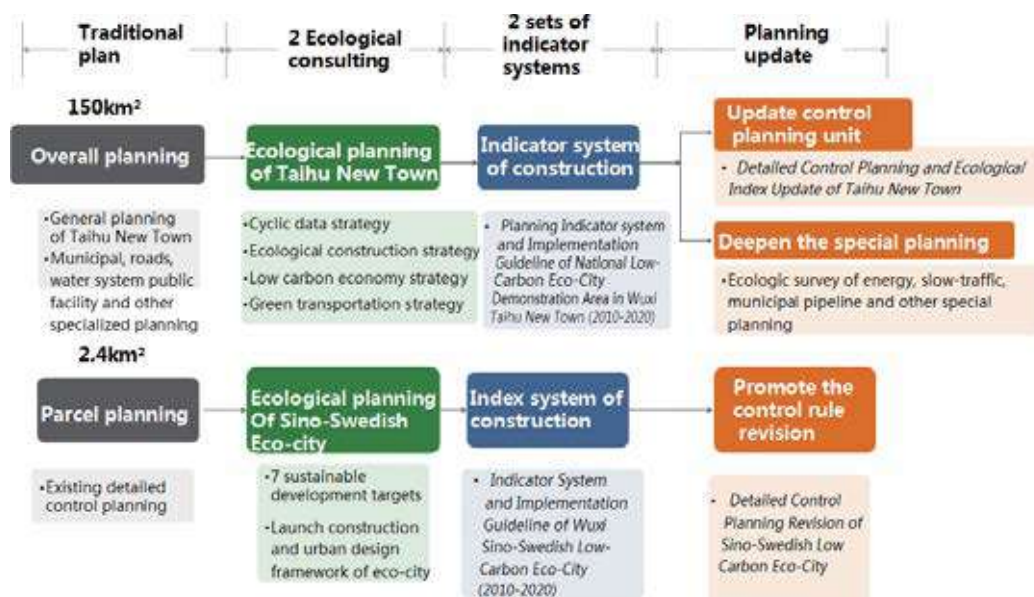 Traditional
plan
2 Ecological
consulting
2 sets of
indicator
systems
Planning
update
150km²
Overall planning
Ecological planning
of Taihu New Town
Indicator system
of construction
Update control
planning unit
• Detailed Control Planning and Ecological
Index Update of Taihu New Town
•General planning
of Taihu New Town
•Municipal, roads,
water system public
facility and other
specialized planning
•Cyclic data strategy
•Ecological construction strategy
•Low carbon economy strategy
•Green transportation strategy
• Planning Indicator system
and Implementation
Guideline of National Low-
Carbon Eco-City
Demonstration Area in Wuxi
Taihu New Town (2010-2020)
Deepen the special planning
•Ecologic survey of energy, slow-traffic,
municipal pipeline and other special
planning
2.4km²
Parcel planning
Ecological planning
Of Sino-Swedish
Eco-city
Index system of
construction
Promote the
control rule
revision
•Existing detailed
control planning
•7 sustainable
development targets
•Launch construction
and urban design
framework of eco-city
• Indicator System
and Implementation
Guideline of Wuxi
Sino-Swedish Low-
Carbon Eco-City
(2010-2020)
• Detailed Control
Planning Revision of
Sino-Swedish Low
Carbon Eco-City